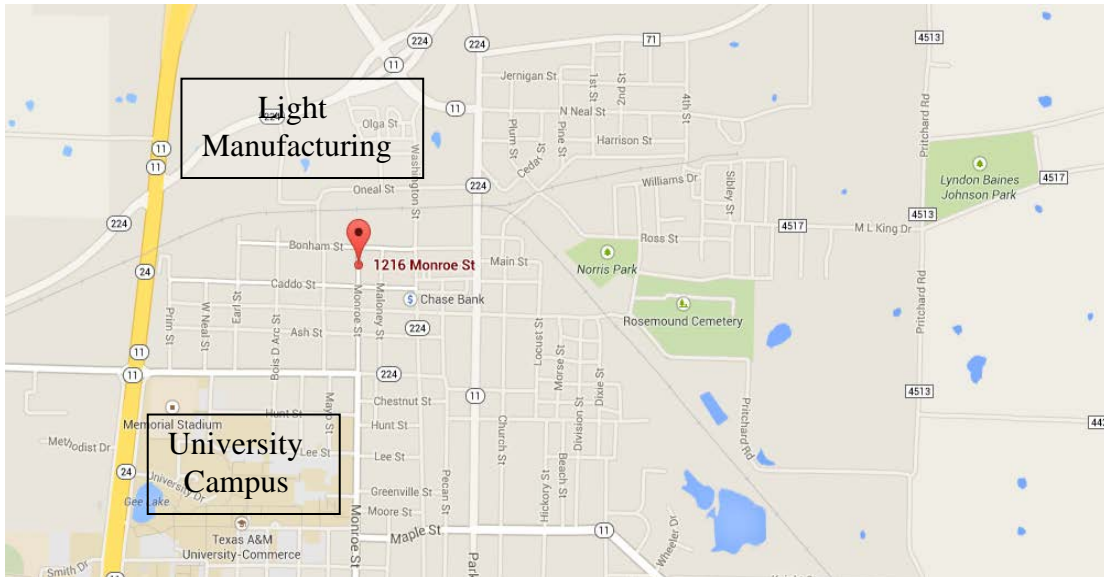 224
224
71
4513
11
Jernigan St
1st St
2nd St
4th St
Light
Manufacturing
224
11
N Neal St
Pritchard Rd
Olga St
Plum St
Cedar St
Pine St
Harrison St
11
11
Washington St
Lyndon Baines
Johnson Park
4517
Oneal St
224
Williams Dr
Sibley St
224
4513
4517
M L King Dr
Bonham St
Ross St
1216 Monroe St
Main St
Norris Park
24
Caddo St
Chase Bank
Earl St
W Neal St
Prim St
Bois D Arc St
Monroe St
Maloney St
Ash St
224
Rosemound Cemetery
Pritchard Rd
Locust St
Morse St
Dixie St
11
11
224
4513
Mayo St
Chestnut St
11
Hunt St
Hunt St
Memorial Stadium
Church St
Division St
Pritchard Rd
University
Campus
Methodist Dr
Lee St
Lee St
24
University Dr
Gee Lake
Pecan St
Hickory St
Beach St
Greenville St
Moore St
Maple St
11
Texas A&M
University-Commerce
Monroe St
Park
Wheeler Dr
Smith Dr
11